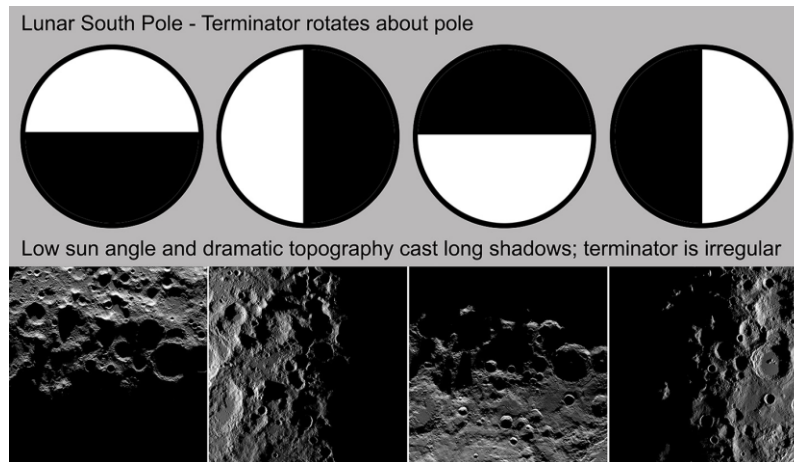 Lunar South Pole - Terminator rotates about pole
Low sun angle and dramatic topography cast long shadows; terminator is irregular